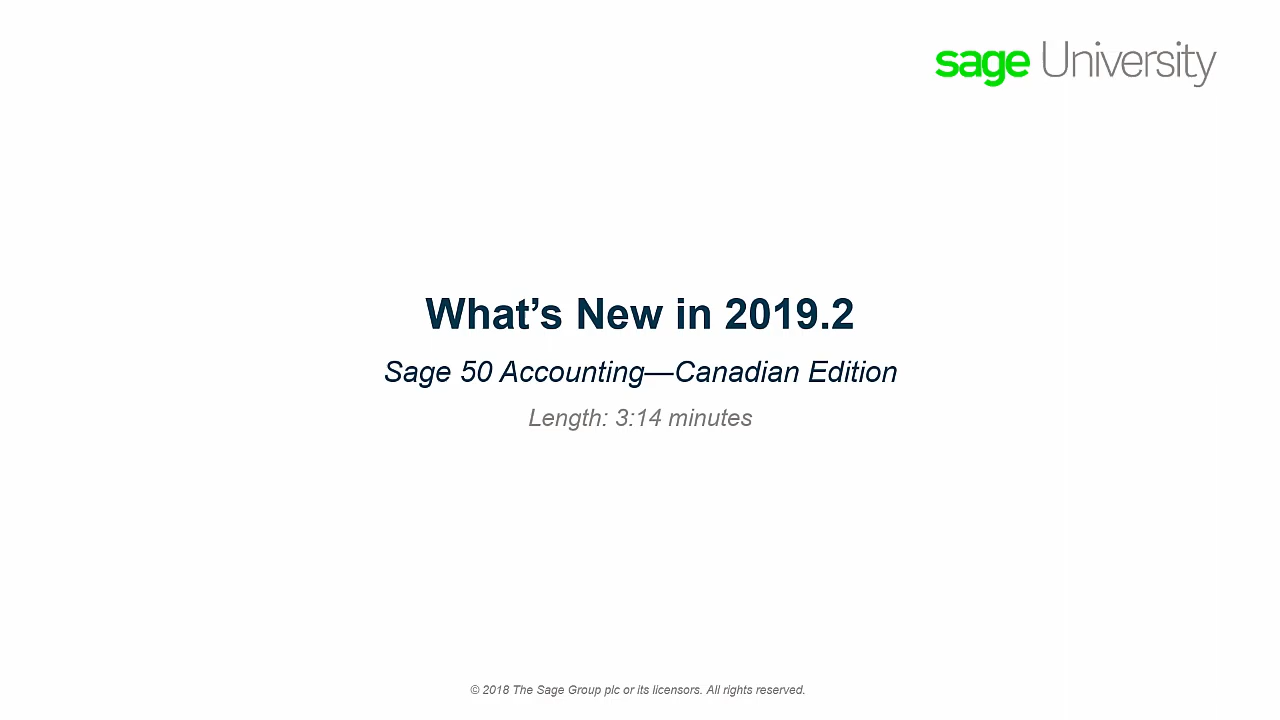 sage University
What’s New in 2019.2
Sage 50 Accounting—Canadian Edition
Length: 3:14 minutes
© 2018 The Sage Group plc or its licensors. All rights reserved.